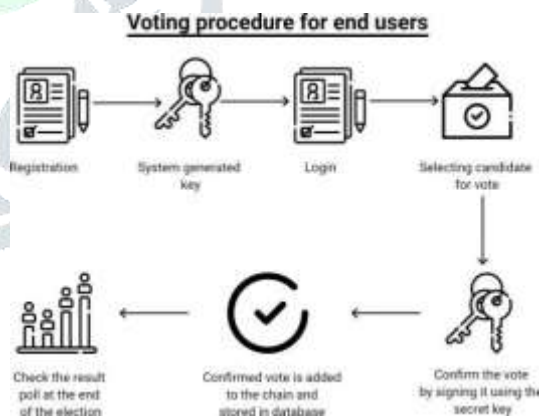 Voting procedure for end users
Registration
System generated
key
Login
Selecting candidate
for vote
Confirm the vote
by signing it using the
secret key
Confirmed vote is added
to the chain and
stored in database
Check the result
poll at the end
of the election